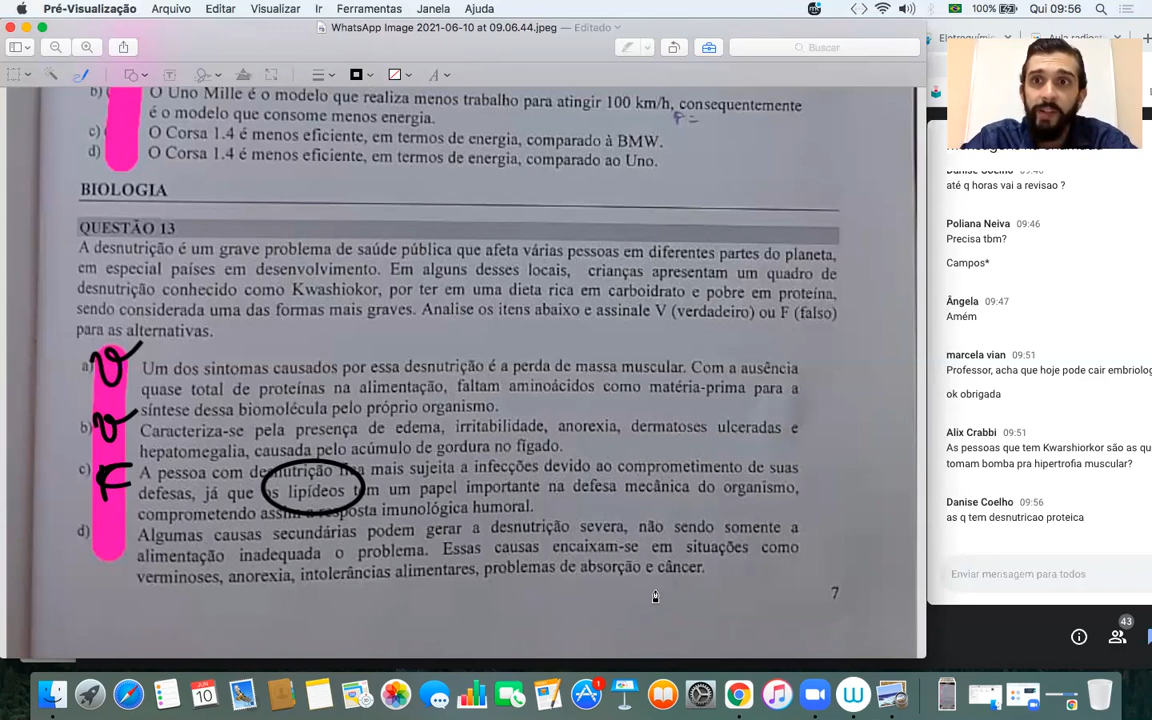 Pré-Visualização Arquivo Editar Visualizar Ir Ferramentas Janela Ajuda 100% Qui 09:56
WhatsApp Image 2021-06-10 at 09.06.44.jpeg — Editado
Buscar
b) O Uno Mille é o modelo que realiza menos trabalho para atingir 100 km/h, consequentemente
é o modelo que consome menos energia.
P=
c) O Corsa 1.4 é menos eficiente, em termos de energia, comparado à BMW.
d) O Corsa 1.4 é menos eficiente, em termos de energia, comparado ao Uno.
BIOLOGIA
QUESTÃO 13
A desnutrição é um grave problema de saúde pública que afeta várias pessoas em diferentes partes do planeta,
em especial países em desenvolvimento. Em alguns desses locais, crianças apresentam um quadro de
desnutrição conhecido como Kwashiokor, por ter em uma dieta rica em carboidrato e pobre em proteína,
sendo considerada uma das formas mais graves. Analise os itens abaixo e assinale V (verdadeiro) ou F (falso)
para as alternativas.
a) V Um dos sintomas causados por essa desnutrição é a perda de massa muscular. Com a ausência
quase total de proteínas na alimentação, faltam aminoácidos como matéria-prima para a
síntese dessa biomolécula pelo próprio organismo.
b) V Caracteriza-se pela presença de edema, irritabilidade, anorexia, dermatoses ulceradas e
hepatomegalia, causada pelo acúmulo de gordura no fígado.
c) F A pessoa com desnutrição mais sujeita a infecções devido ao comprometimento de suas
defesas, já que os lipídeos tem um papel importante na defesa mecânica do organismo,
comprometendo assim a resposta imunológica humoral.
d) Algumas causas secundárias podem gerar a desnutrição severa, não sendo somente a
alimentação inadequada o problema. Essas causas encaixam-se em situações como
verminoses, anorexia, intolerâncias alimentares, problemas de absorção e câncer.
7
Danise Coelho 09:46
até q horas vai a revisao ?
Poliana Neiva 09:46
Precisa tbm?
Campos*
Ângela 09:47
Amém
marcela vian 09:51
Professor, acha que hoje pode cair embriolog
ok obrigada
Alix Crabbi 09:51
As pessoas que tem Kwarshiorkor são as qu
tomam bomba pra hipertrofia muscular?
Danise Coelho 09:56
as q tem desnutricao proteica
Enviar mensagem para todos
43
JUN
10
1